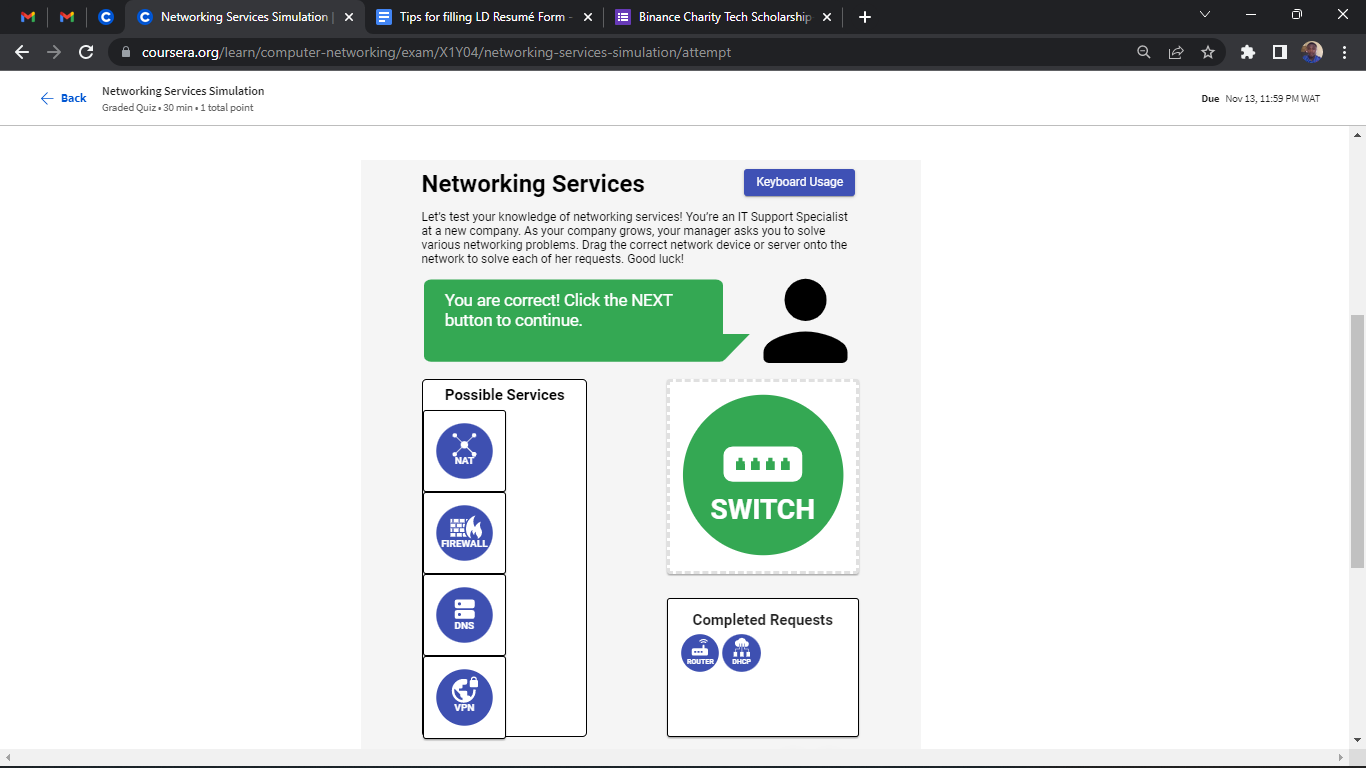 Networking Services Simulation |
Tips for filling LD Resumé Form -
Binance Charity Tech Scholarship
coursera.org/learn/computer-networking/exam/X1Y04/networking-services-simulation/attempt
Back
Networking Services Simulation
Graded Quiz • 30 min • 1 total point
Due Nov 13, 11:59 PM WAT
Networking Services
Keyboard Usage
Let's test your knowledge of networking services! You're an IT Support Specialist
at a new company. As your company grows, your manager asks you to solve
various networking problems. Drag the correct network device or server onto the
network to solve each of her requests. Good luck!
You are correct! Click the NEXT
button to continue.
Possible Services
NAT
FIREWALL
DNS
VPN
SWITCH
Completed Requests
ROUTER
DHCP